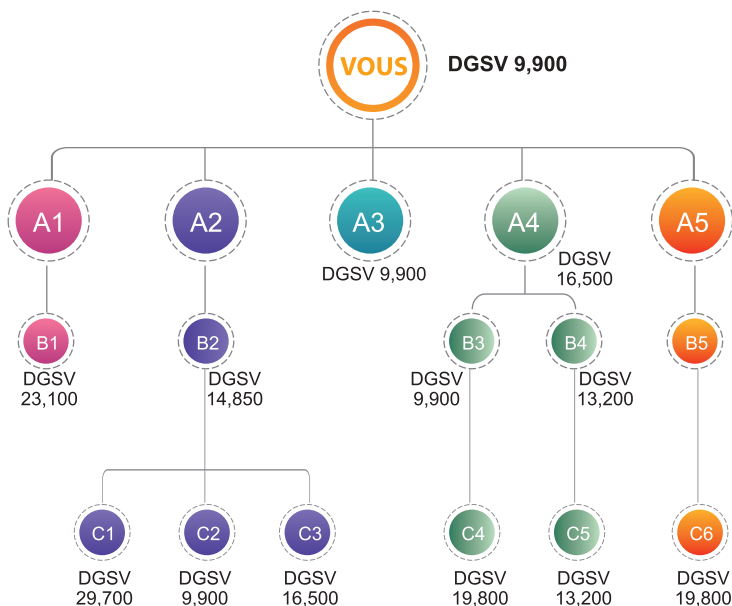 VOUS
DGSV 9,900
A1
A2
A3
A4
A5
DGSV 9,900
DGSV
16,500
B1
B2
B3
B4
B5
DGSV
23,100
DGSV
14,850
DGSV
9,900
DGSV
13,200
C1
C2
C3
C4
C5
C6
DGSV
29,700
DGSV
9,900
DGSV
16,500
DGSV
19,800
DGSV
13,200
DGSV
19,800